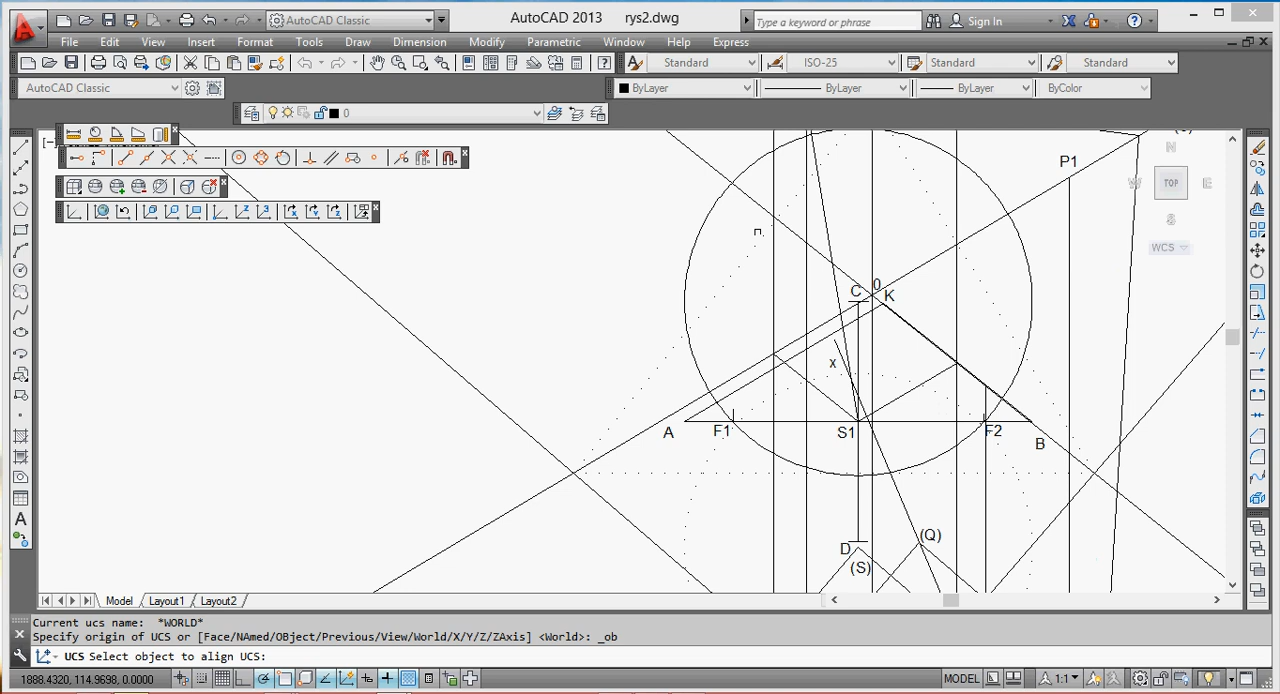 AutoCAD Classic
AutoCAD 2013 rys2.dwg
Type a keyword or phrase
Sign In
File Edit View Insert Format Tools Draw Dimension Modify Parametric Window Help Express
Standard ISO-25 Standard Standard
AutoCAD Classic
ByLayer ByLayer ByLayer ByColor
0
P1
N
W TOP E
S
WCS
C 0
K
x
A F1 S1 F2 B
(Q)
D
(S)
Model Layout1 Layout2
Current ucs name: *WORLD*
Specify origin of UCS or [Face/NAmed/OBject/Previous/View/World/X/Y/Z/ZAxis] <World>: _ob
UCS Select object to align UCS:
1888.4320, 114.9698, 0.0000
MODEL
1:1